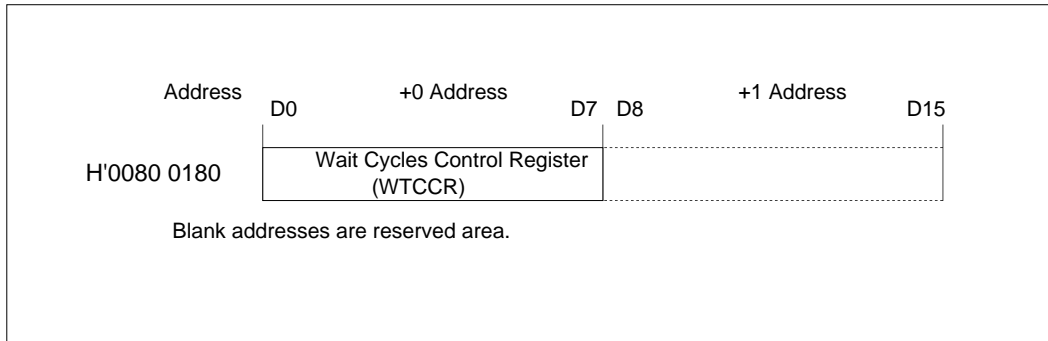 Address +0 Address +1 Address
D0 D7 D8 D15
H'0080 0180 Wait Cycles Control Register
(WTCCR)
Blank addresses are reserved area.